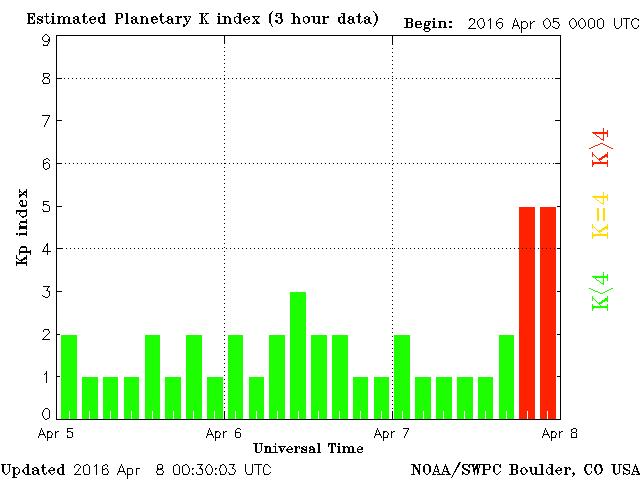 Estimated Planetary K index (3 hour data)
Begin: 2016 Apr 05 0000 UTC
9
8
7
6
5
4
3
2
1
0
Kp index
K>4
K=4
K<4
Apr 5
Apr 6
Apr 7
Apr 8
Universal Time
Updated 2016 Apr 8 00:30:03 UTC
NOAA/SWPC Boulder, CO USA